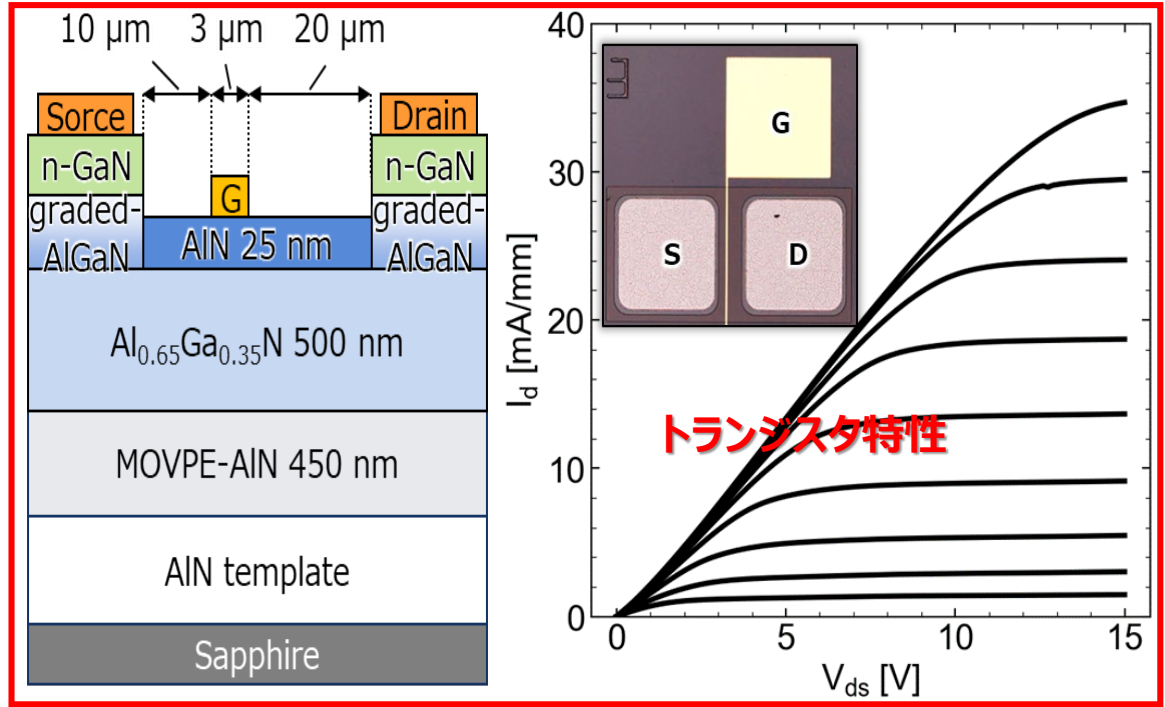 10 μm
3 μm
20 μm
Sorce
Drain
n-GaN
n-GaN
graded-
AlGaN
G
graded-
AlGaN
AlN 25 nm
Al0.65Ga0.35N 500 nm
MOVPE-AlN 450 nm
AlN template
Sapphire
40
30
20
10
0
Id [mA/mm]
G
S
D
トランジスタ特性
0
5
10
15
Vds [V]